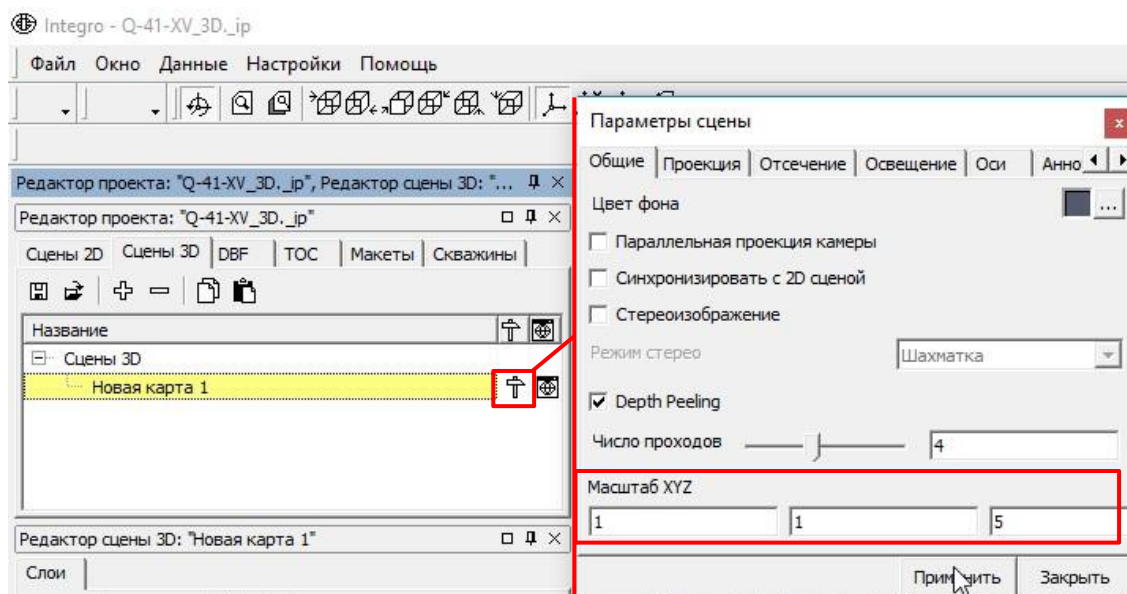 Integro - Q-41-XV_3D._ip
Файл Окно Данные Настройки Помощь
Редактор проекта: "Q-41-XV_3D._ip", Редактор сцены 3D: "...
Редактор проекта: "Q-41-XV_3D._ip"
Сцены 2D Сцены 3D DBF TOC Макеты Скважины
Название
Сцены 3D
Новая карта 1
Редактор сцены 3D: "Новая карта 1"
Слои
Параметры сцены
Общие Проекция Отсечение Освещение Оси Анно
Цвет фона ...
Параллельная проекция камеры
Синхронизировать с 2D сценой
Стереоизображение
Режим стерео Шахматка
Depth Peeling
Число проходов 4
Масштаб XYZ
1 1 5
Применить Закрыть